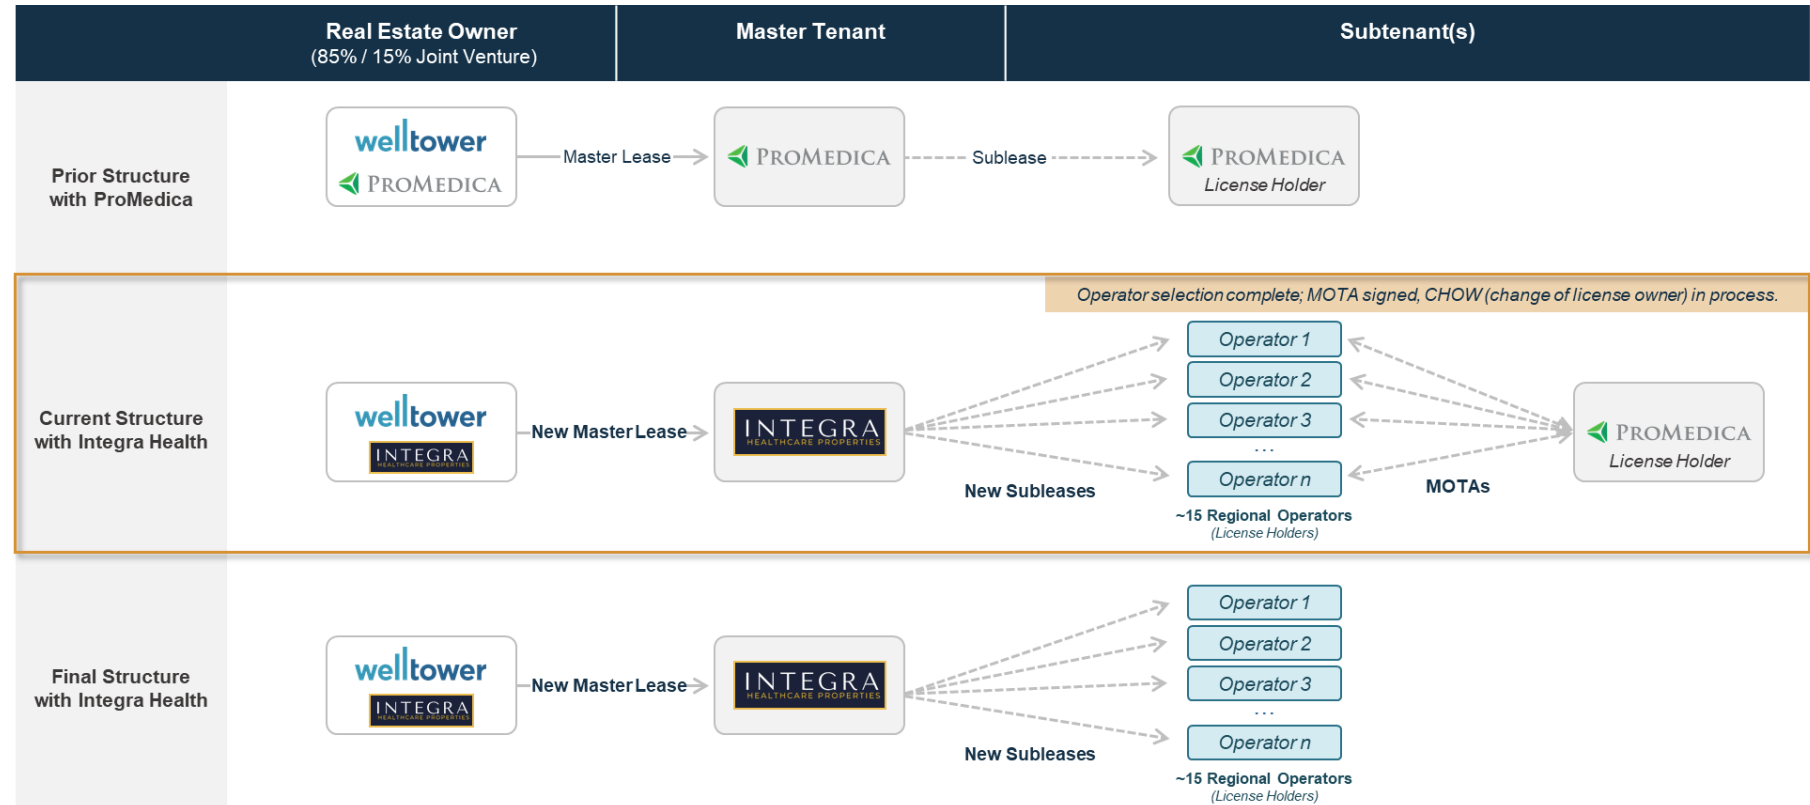 Real Estate Owner
(85% / 15% Joint Venture)
Master Tenant
Subtenant(s)
Prior Structure
with ProMedica
welltower
PROMEDICA
Master Lease
PROMEDICA
Sublease
PROMEDICA
License Holder
Operator selection complete; MOTA signed, CHOW (change of license owner) in process.
Current Structure
with Integra Health
welltower
INTEGRA
HEALTHCARE PROPERTIES
New Master Lease
INTEGRA
HEALTHCARE PROPERTIES
New Subleases
Operator 1
Operator 2
Operator 3
...
Operator n
~15 Regional Operators
(License Holders)
MOTAs
PROMEDICA
License Holder
Final Structure
with Integra Health
welltower
INTEGRA
HEALTHCARE PROPERTIES
New Master Lease
INTEGRA
HEALTHCARE PROPERTIES
New Subleases
Operator 1
Operator 2
Operator 3
...
Operator n
~15 Regional Operators
(License Holders)